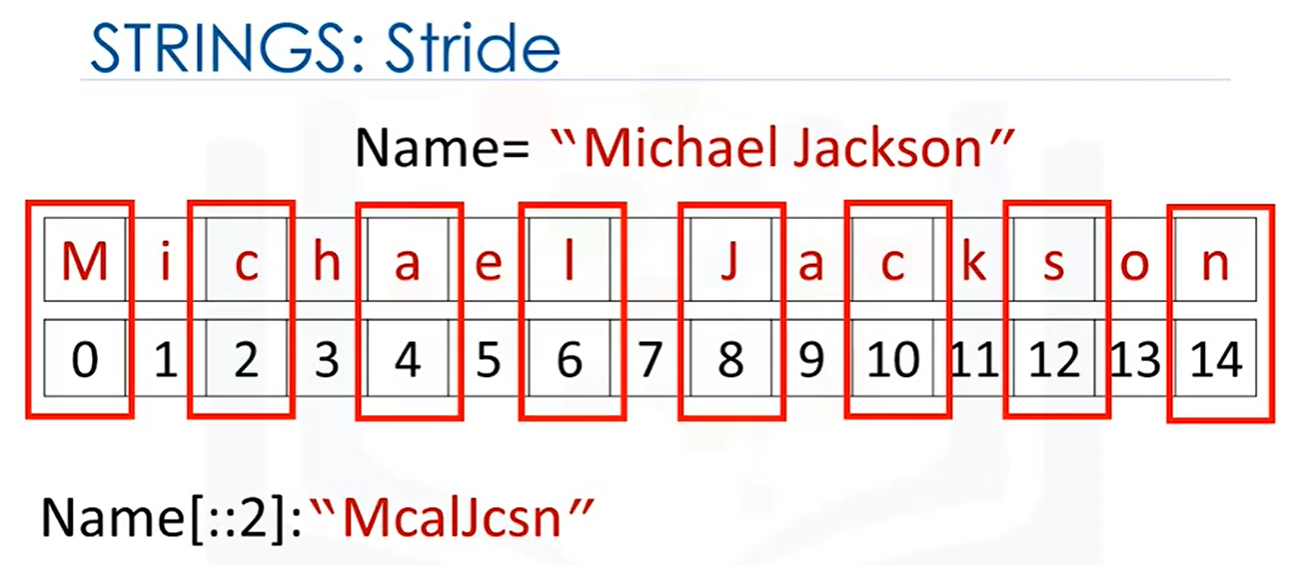 STRINGS: Stride
Name= "Michael Jackson"
M i c h a e l J a c k s o n
0 1 2 3 4 5 6 7 8 9 10 11 12 13 14
Name[::2]:"McalJcsn"